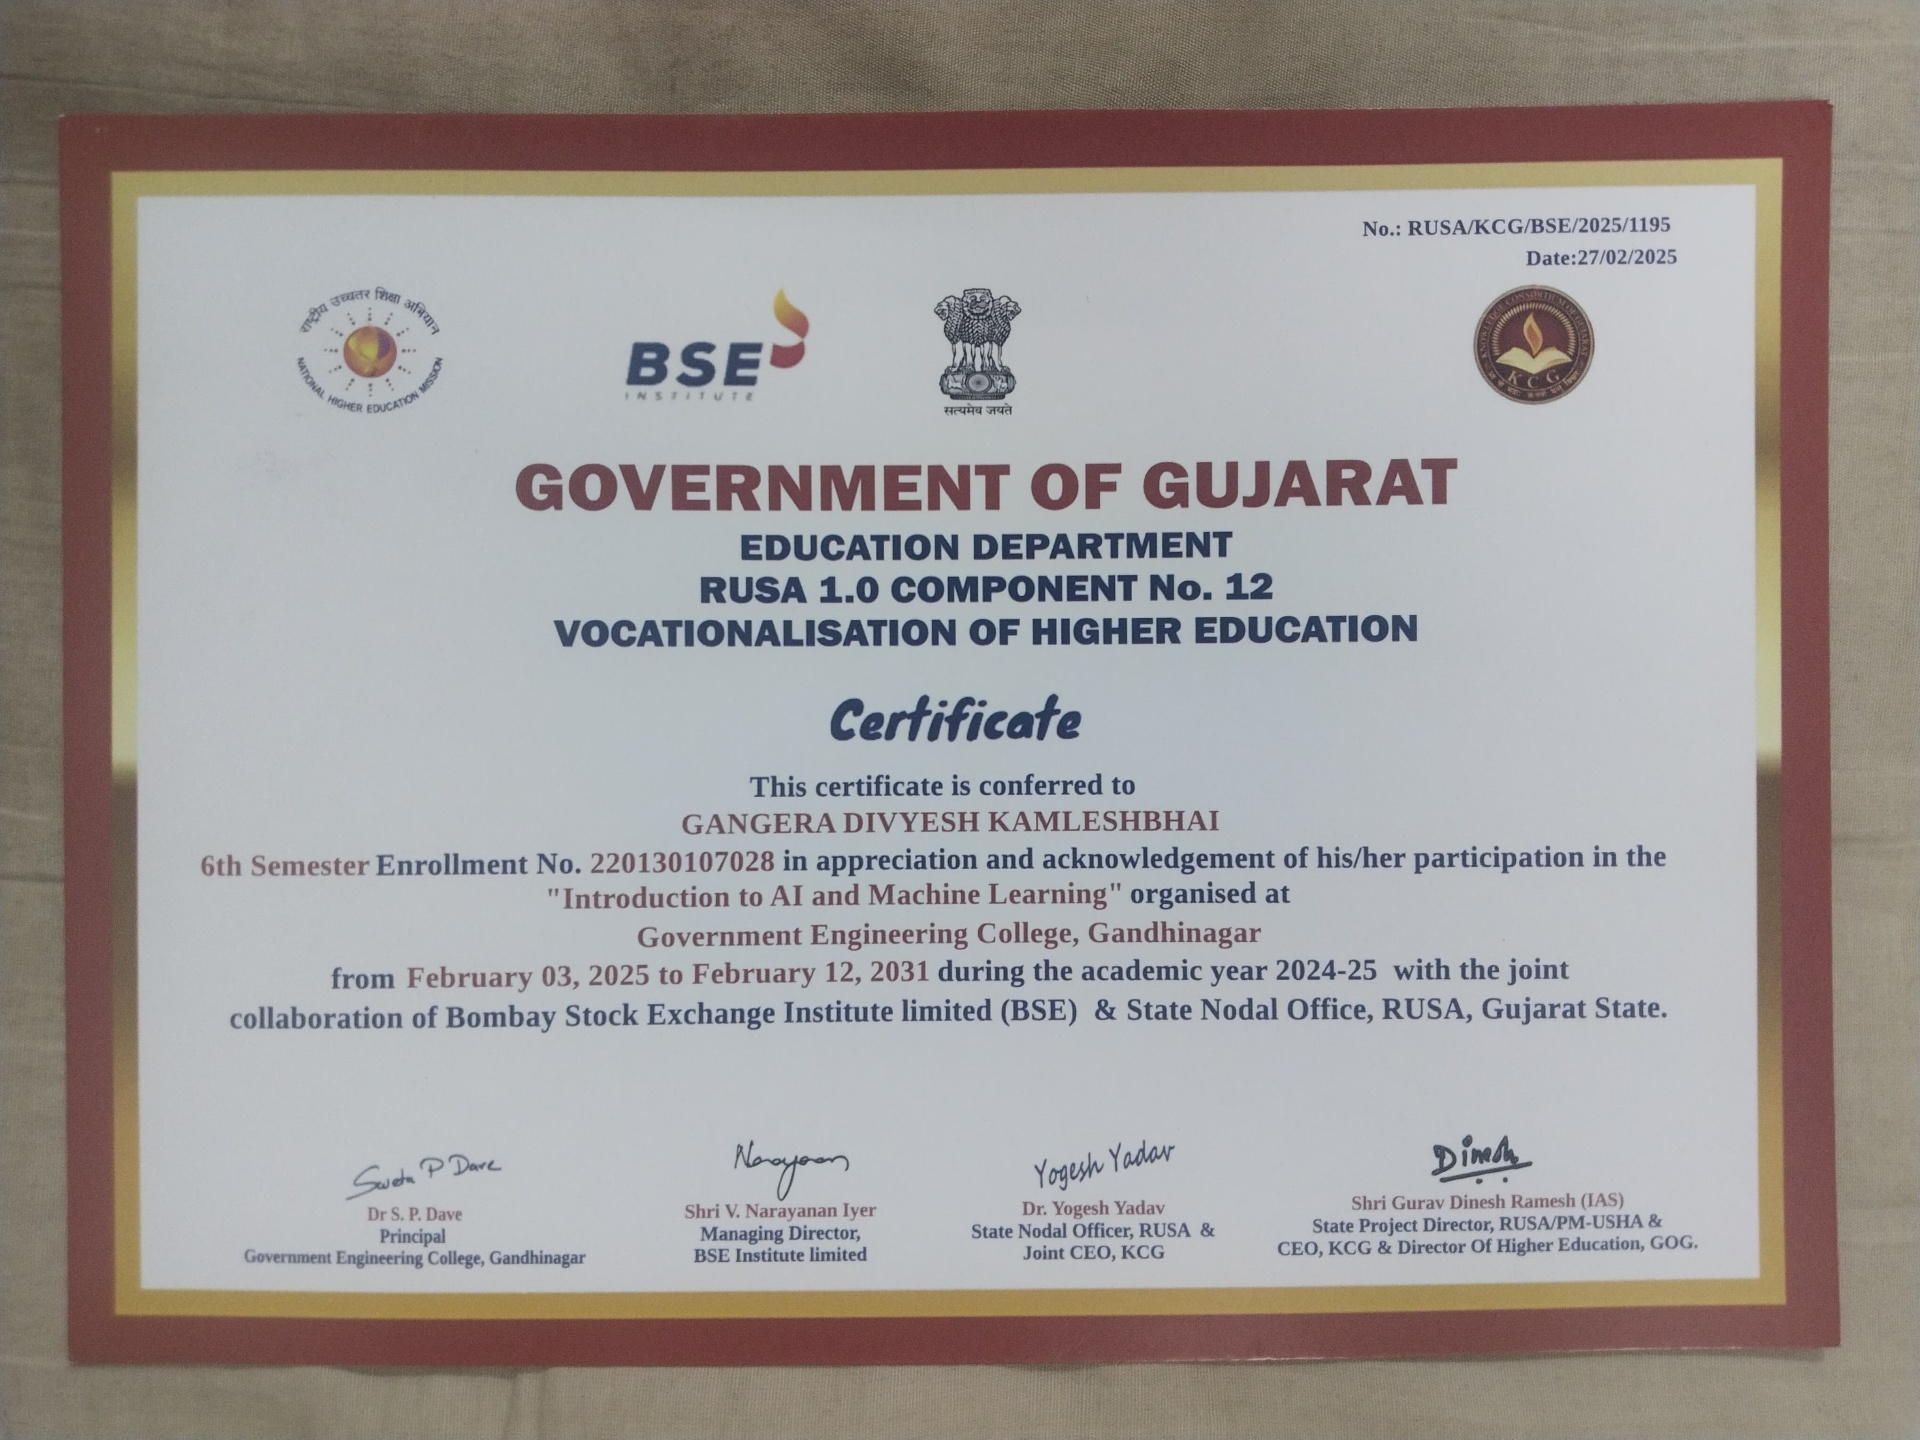 No.: RUSA/KCG/BSE/2025/1195
Date:27/02/2025
राष्ट्रीय उच्चतर शिक्षा अभियान
NATIONAL HIGHER EDUCATION MISSION
BSE
INSTITUTE
सत्यमेव जयते
KNOWLEDGE CONSORTIUM OF GUJARAT
KCG
GOVERNMENT OF GUJARAT
EDUCATION DEPARTMENT
RUSA 1.0 COMPONENT No. 12
VOCATIONALISATION OF HIGHER EDUCATION
Certificate
This certificate is conferred to
GANGERA DIVYESH KAMLESHBHAI
6th Semester Enrollment No. 220130107028 in appreciation and acknowledgement of his/her participation in the
"Introduction to AI and Machine Learning" organised at
Government Engineering College, Gandhinagar
from February 03, 2025 to February 12, 2031 during the academic year 2024-25 with the joint
collaboration of Bombay Stock Exchange Institute limited (BSE) & State Nodal Office, RUSA, Gujarat State.
Sweta P Dave
Narayanan
Yogesh Yadav
Dinesh
Dr S. P. Dave
Principal
Government Engineering College, Gandhinagar
Shri V. Narayanan Iyer
Managing Director,
BSE Institute limited
Dr. Yogesh Yadav
State Nodal Officer, RUSA &
Joint CEO, KCG
Shri Gurav Dinesh Ramesh (IAS)
State Project Director, RUSA/PM-USHA &
CEO, KCG & Director Of Higher Education, GOG.